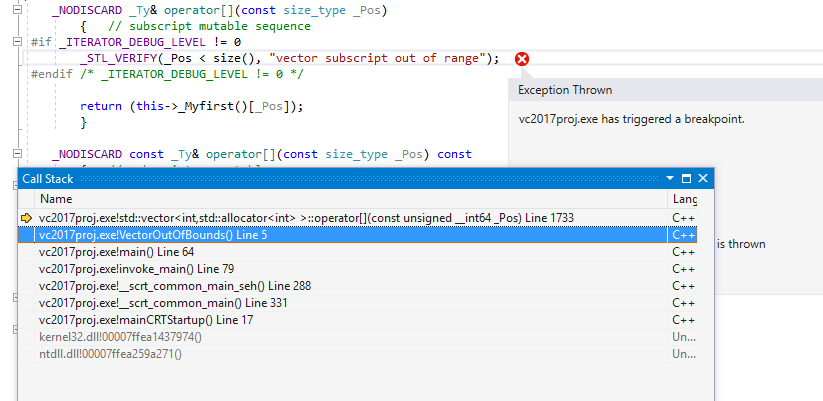 _NODISCARD _Ty& operator[](const size_type _Pos)
{ // subscript mutable sequence
#if _ITERATOR_DEBUG_LEVEL != 0
_STL_VERIFY(_Pos < size(), "vector subscript out of range");
#endif /* _ITERATOR_DEBUG_LEVEL != 0 */
Exception Thrown
return (this->_Myfirst()[_Pos]);
vc2017proj.exe has triggered a breakpoint.
}
_NODISCARD const _Ty& operator[](const size_type _Pos) const
Call Stack
Name Lang
vc2017proj.exe!std::vector<int,std::allocator<int> >::operator[](const unsigned __int64 _Pos) Line 1733 C++
vc2017proj.exe!VectorOutOfBounds() Line 5 C++
is thrown
vc2017proj.exe!main() Line 64 C++
vc2017proj.exe!invoke_main() Line 79 C++
vc2017proj.exe!__scrt_common_main_seh() Line 288 C++
vc2017proj.exe!__scrt_common_main() Line 331 C++
vc2017proj.exe!mainCRTStartup() Line 17 C++
kernel32.dll!00007ffea1437974() Un...
ntdll.dll!00007ffea259a271() Un...